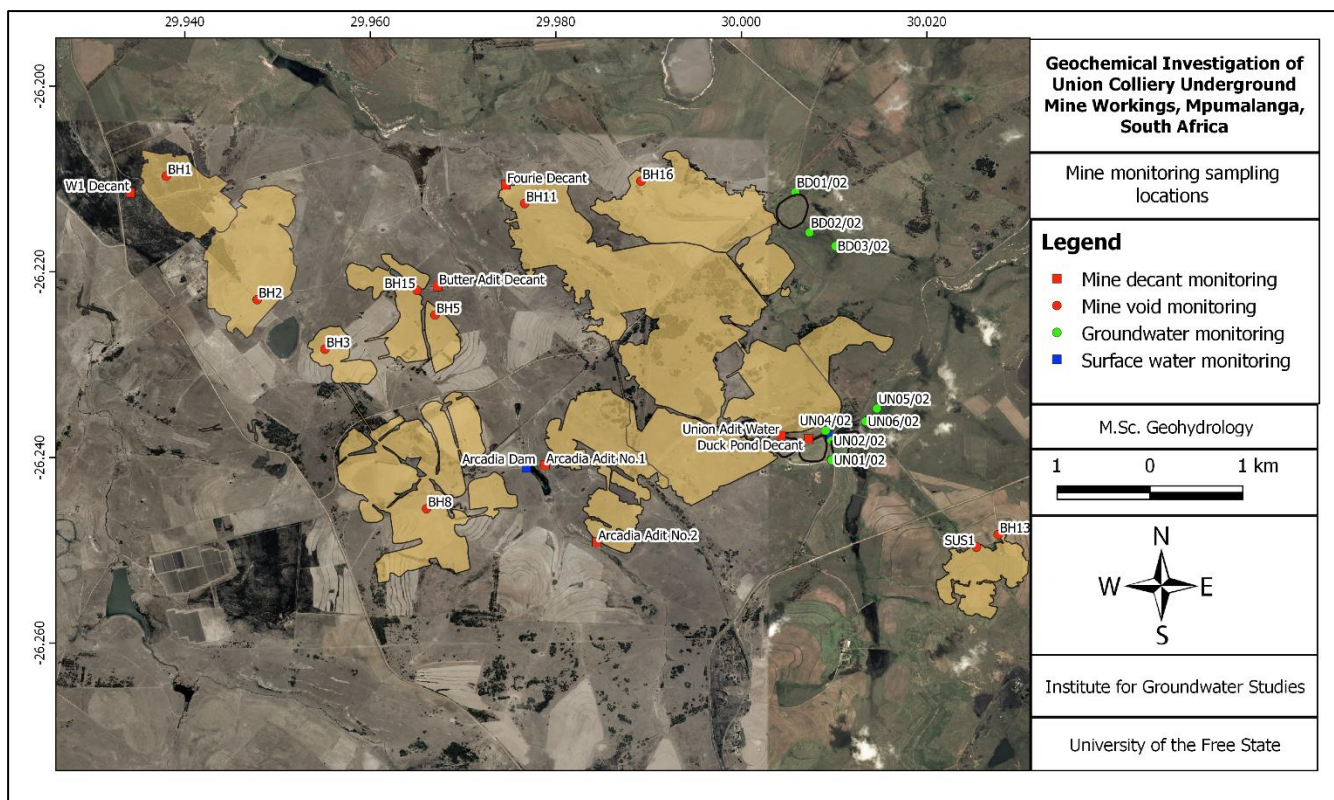 29.940
29.960
29.980
30.000
30.020
-26.200
-26.220
-26.240
-26.260
W1 Decant
BH1
BH2
BH3
BH15
Butter Adit Decant
BH5
Fourie Decant
BH11
BH16
BD01/02
BD02/02
BD03/02
UN05/02
UN04/02
UN06/02
Union Adit Water
Duck Pond Decant
UN02/02
UN01/02
Arcadia Dam
Arcadia Adit No.1
BH8
Arcadia Adit No.2
SUS1
BH13
Geochemical Investigation of
Union Colliery Underground
Mine Workings, Mpumalanga,
South Africa
Mine monitoring sampling
locations
Legend
Mine decant monitoring
Mine void monitoring
Groundwater monitoring
Surface water monitoring
M.Sc. Geohydrology
1 0 1 km
N
W E
S
Institute for Groundwater Studies
University of the Free State